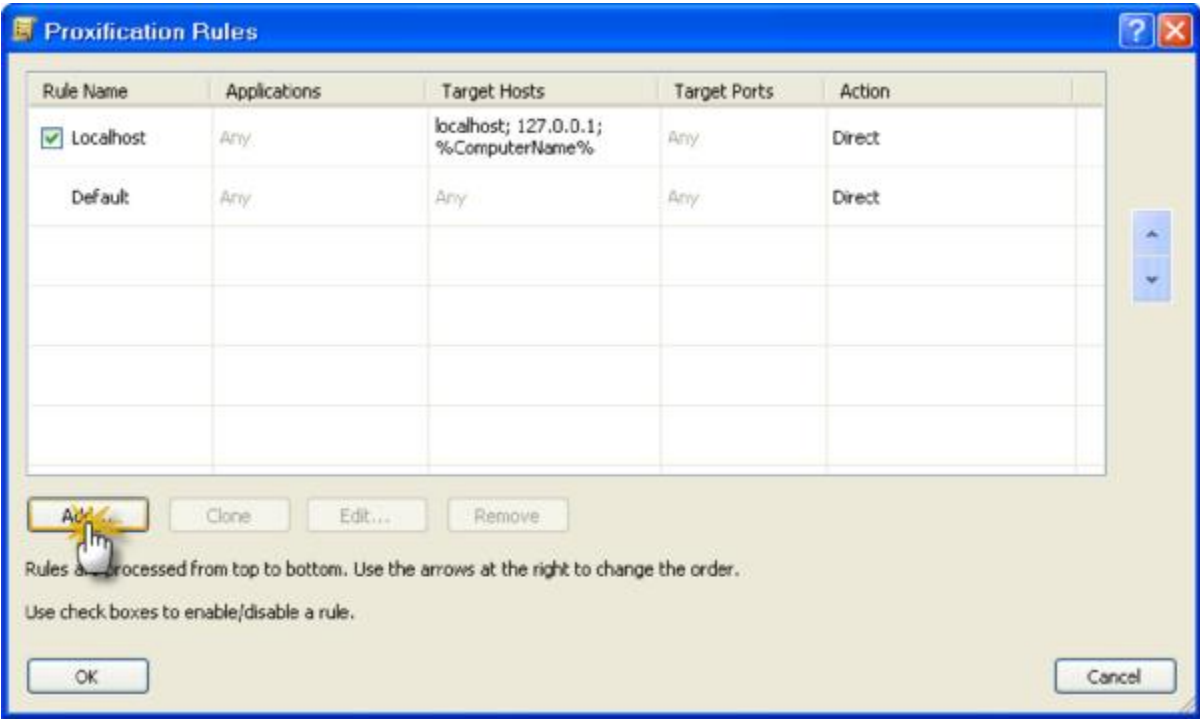 Proxification Rules
Rule Name Applications Target Hosts Target Ports Action
Localhost Any localhost; 127.0.0.1; Any Direct
%ComputerName%
Default Any Any Any Direct
Clone Edit... Remove
Rules processed from top to bottom. Use the arrows at the right to change the order.
Use check boxes to enable/disable a rule.
OK Cancel